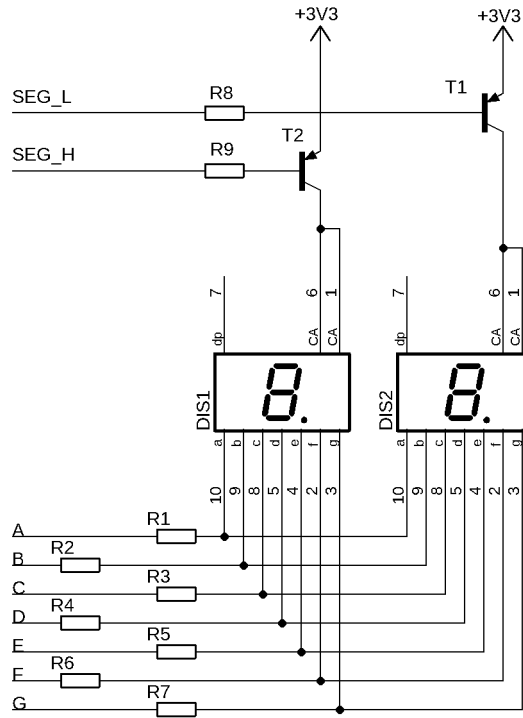 +3V3
+3V3
SEG_L
R8
T1
SEG_H
R9
T2
7
6
1
7
6
1
dp
CA
CA
dp
CA
CA
DIS1
DIS2
a
b
c
d
e
f
g
a
b
c
d
e
f
g
10
9
8
5
4
2
3
10
9
8
5
4
2
3
A
R1
B
R2
C
R3
D
R4
E
R5
F
R6
G
R7